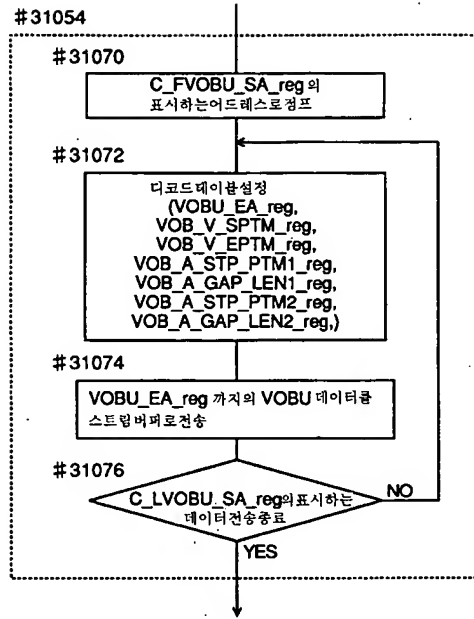 #31054
#31070
C_FVOBU_SA_reg의
표시하는어드레스로점프
#31072
디코드테이블설정
(VOBU_EA_reg,
VOB_V_SPTM_reg,
VOB_V_EPTM_reg,
VOB_A_STP_PTM1_reg,
VOB_A_GAP_LEN1_reg,
VOB_A_STP_PTM2_reg,
VOB_A_GAP_LEN2_reg,)
#31074
VOBU_EA_reg 까지의 VOBU 데이터를
스트림버퍼로전송
#31076
C_LVOBU_SA_reg의표시하는
데이터전송종료
NO
YES